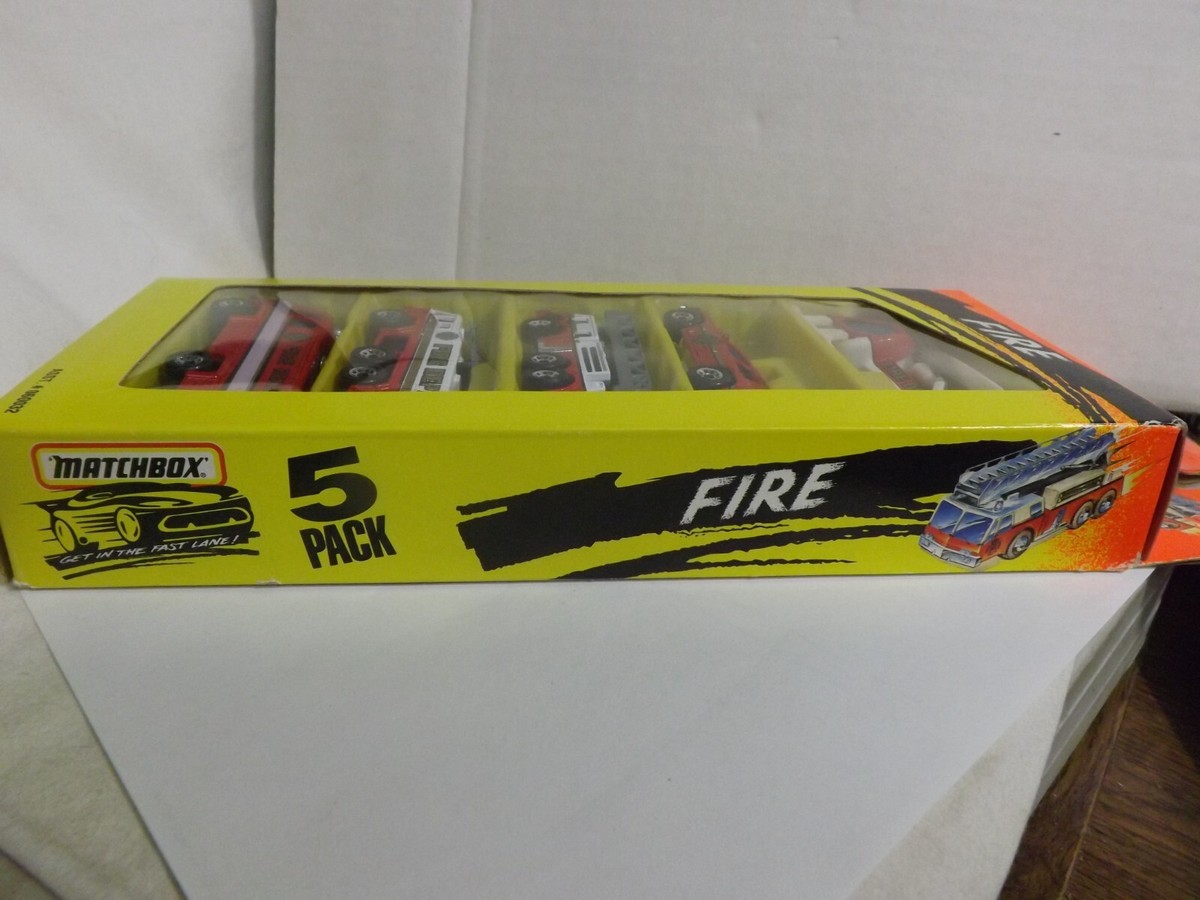 FIRE
'MATCHBOX'
GET IN THE FAST LANE!
5
PACK
FIRE